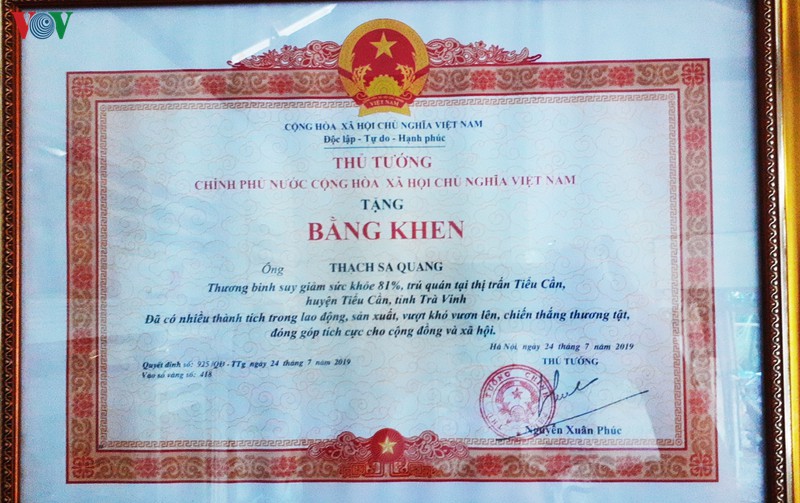 VOV
VIỆT NAM
CỘNG HÒA XÃ HỘI CHỦ NGHĨA VIỆT NAM
Độc lập - Tự do - Hạnh phúc
THỦ TƯỚNG
CHÍNH PHỦ NƯỚC CỘNG HÒA XÃ HỘI CHỦ NGHĨA VIỆT NAM
TẶNG
BẰNG KHEN
Ông THẠCH SA QUANG
Thương binh suy giảm sức khỏe 81%, trú quán tại thị trấn Tiểu Cần,
huyện Tiểu Cần, tỉnh Trà Vinh
Đã có nhiều thành tích trong lao động, sản xuất, vượt khó vươn lên, chiến thắng thương tật,
đóng góp tích cực cho cộng đồng và xã hội.
Hà Nội, ngày 24 tháng 7 năm 2019
Quyết định số: 925/QĐ-TTg ngày 24 tháng 7 năm 2019
THỦ TƯỚNG
Vào sổ vàng số: 418
Nguyễn Xuân Phúc